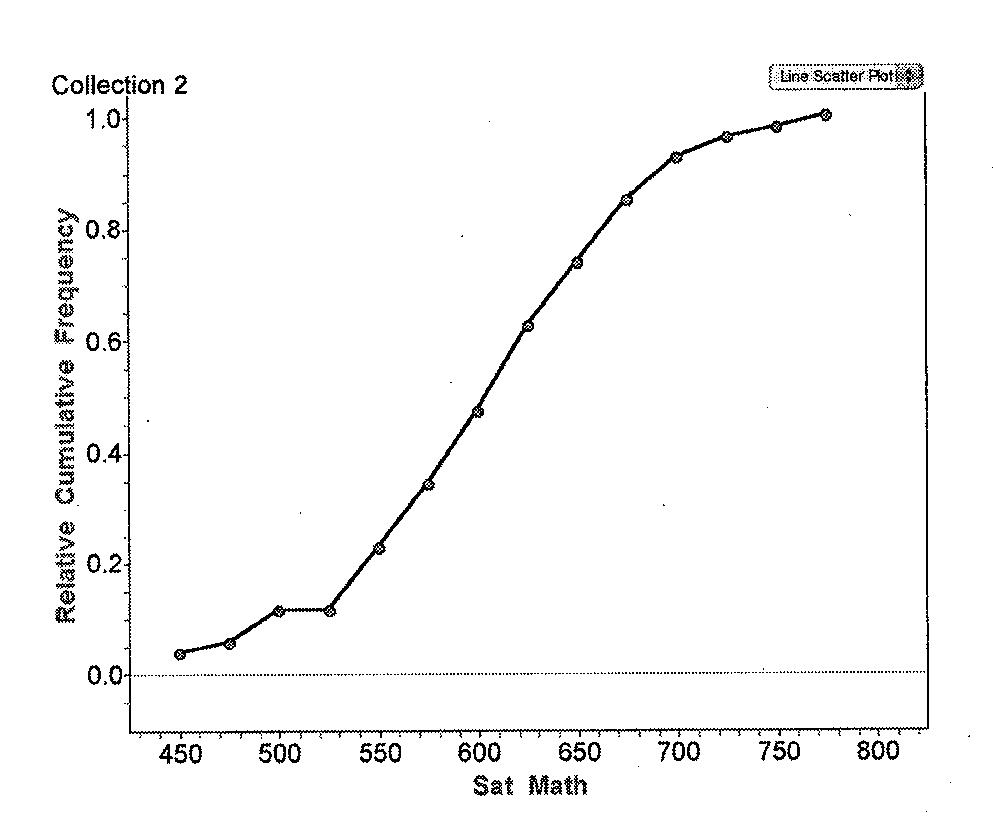 Collection 2
Line Scatter Plot
1.0
0.8
0.6
0.4
0.2
0.0
Relative Cumulative Frequency
450 500 550 600 650 700 750 800
Sat Math